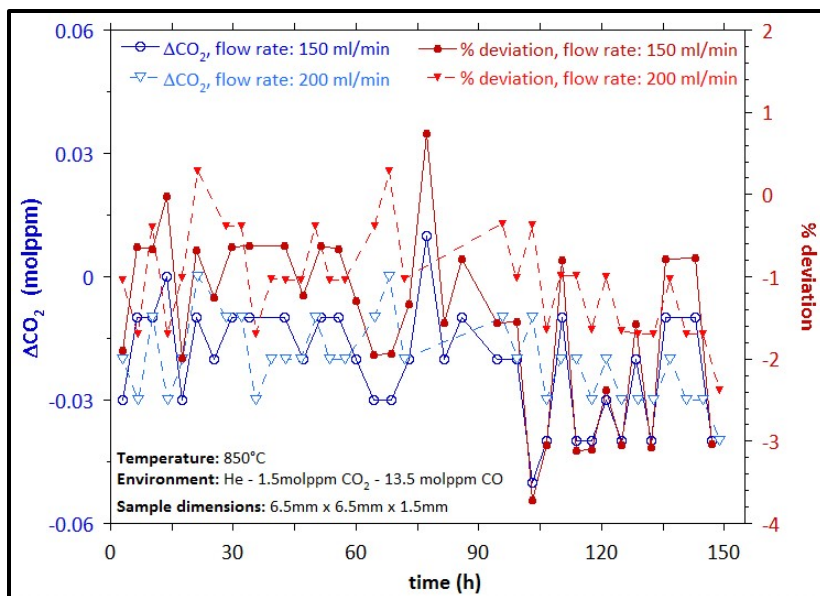 ΔCO₂, flow rate: 150 ml/min
% deviation, flow rate: 150 ml/min
ΔCO₂, flow rate: 200 ml/min
% deviation, flow rate: 200 ml/min
0.06
0.03
0
-0.03
-0.06
ΔCO₂ (molppm)
2
1
0
-1
-2
-3
-4
% deviation
Temperature: 850°C
Environment: He - 1.5molppm CO₂ - 13.5 molppm CO
Sample dimensions: 6.5mm x 6.5mm x 1.5mm
0 30 60 90 120 150
time (h)